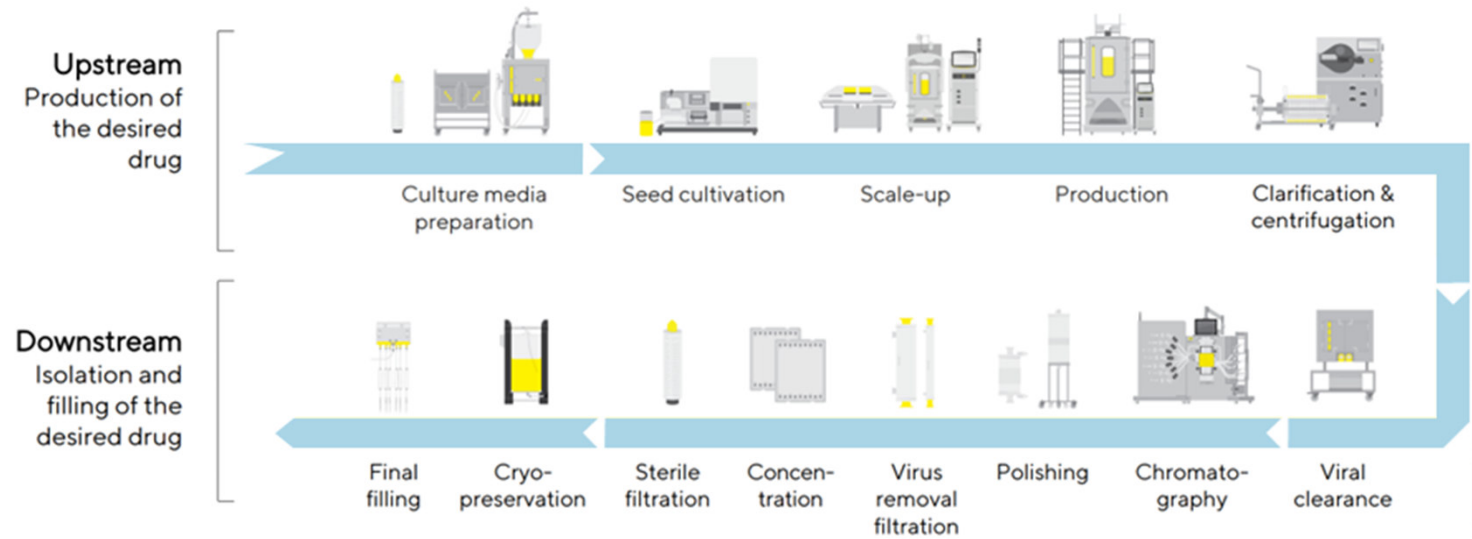 Upstream
Production of
the desired
drug
Culture media
preparation
Seed cultivation
Scale-up
Production
Clarification &
centrifugation
Downstream
Isolation and
filling of the
desired drug
Final
filling
Cryo-
preservation
Sterile
filtration
Concen-
tration
Virus
removal
filtration
Polishing
Chromato-
graphy
Viral
clearance